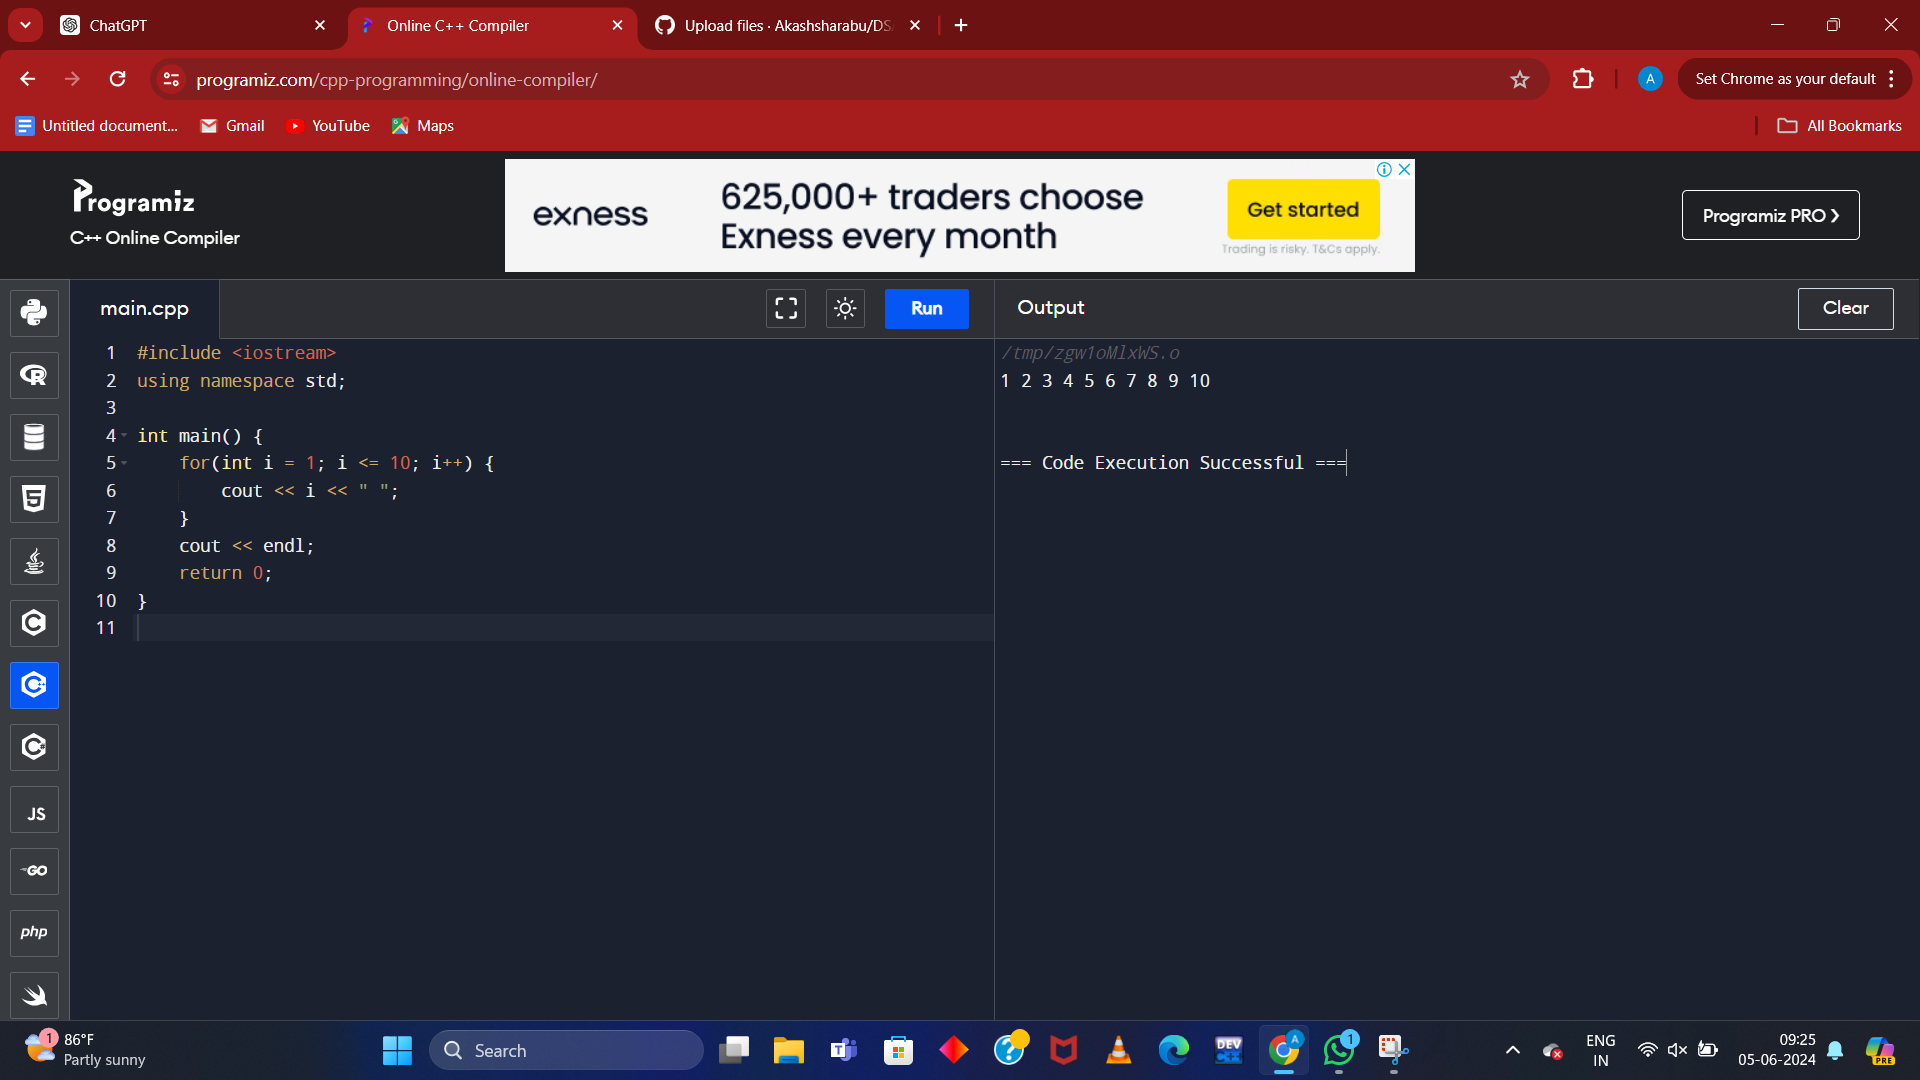 ChatGPT
Online C++ Compiler
Upload files · Akashsharabu/DS
programiz.com/cpp-programming/online-compiler/
A
Set Chrome as your default
Untitled document...
Gmail
YouTube
Maps
All Bookmarks
Programiz
C++ Online Compiler
exness
625,000+ traders choose
Exness every month
Get started
Trading is risky. T&Cs apply.
Programiz PRO ❯
main.cpp
Run
Output
Clear
1 #include <iostream>
2 using namespace std;
3
4 int main() {
5     for(int i = 1; i <= 10; i++) {
6         cout << i << " ";
7     }
8     cout << endl;
9     return 0;
10 }
11
/tmp/zgw1oMlxWS.o
1 2 3 4 5 6 7 8 9 10
=== Code Execution Successful ===
JS
GO
php
1
86°F
Partly sunny
Search
DEV
C++
A
1
ENG
IN
09:25
05-06-2024
PRE